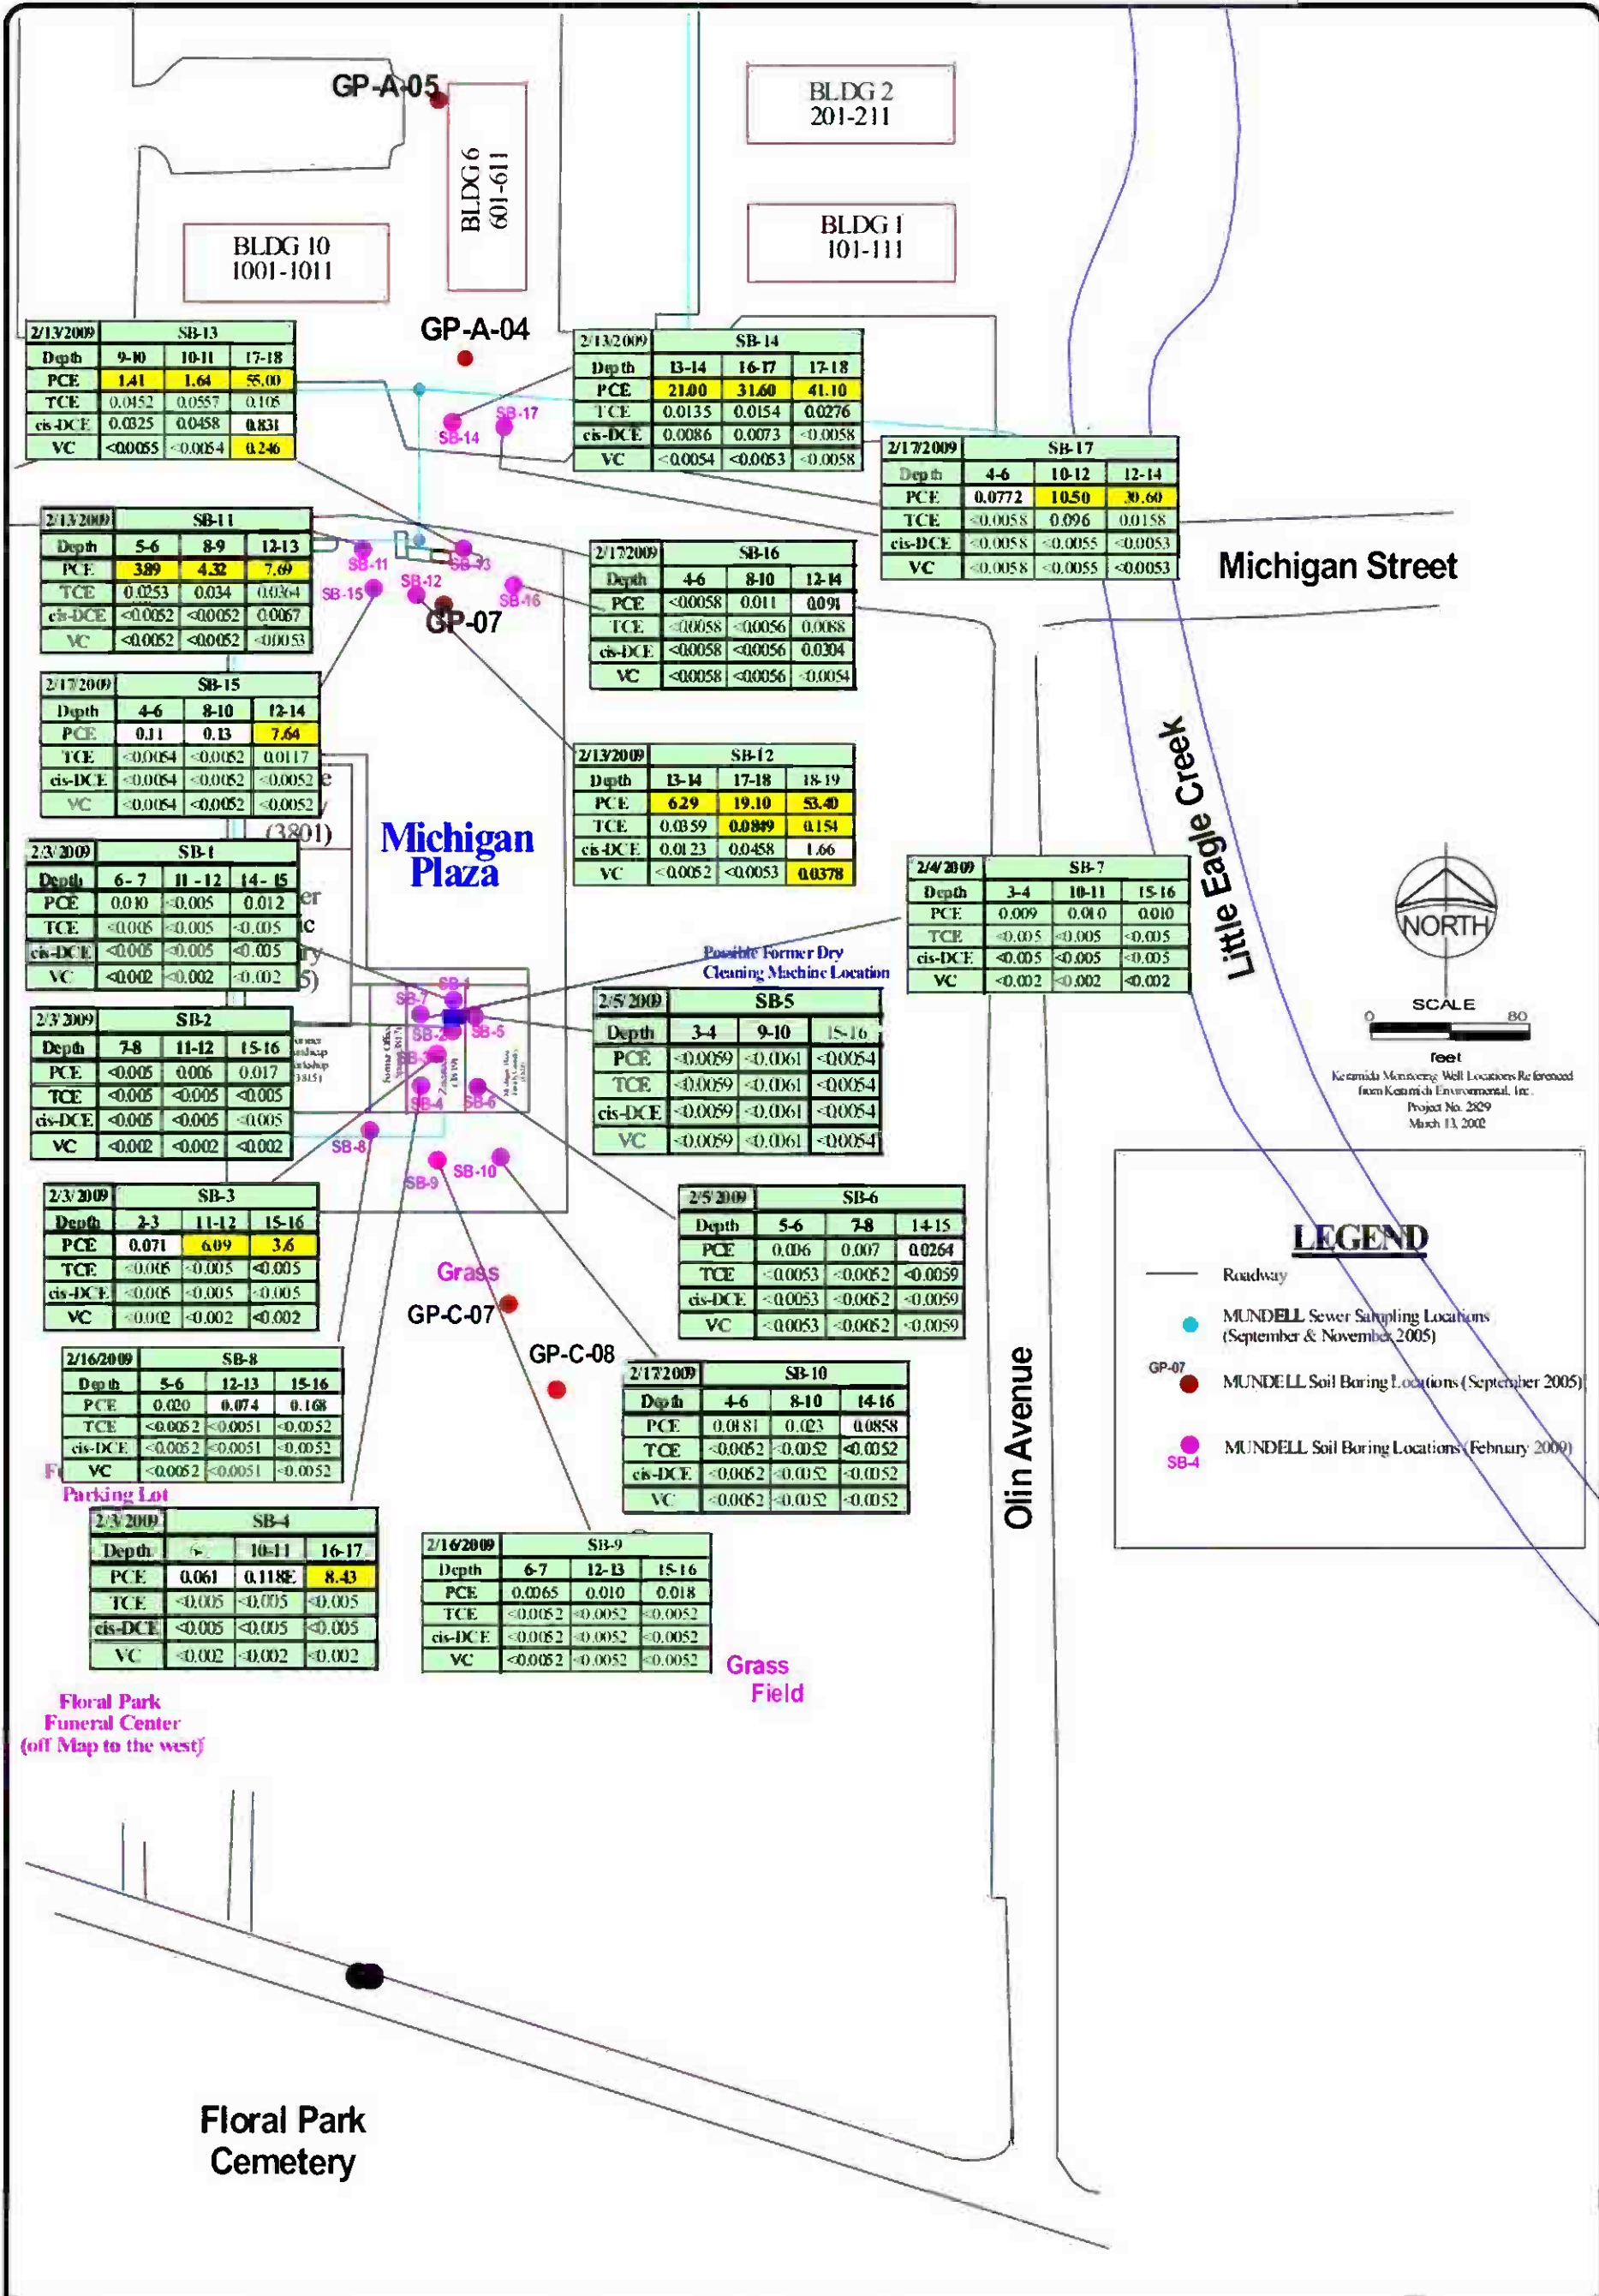 GP-A-05
BLDG 6
601-611
BLDG 2
201-211
BLDG 10
1001-1011
BLDG 1
101-111
GP-A-04
2/13/2009 SB-13
Depth 9-10 10-11 17-18
PCE 1.41 1.64 55.00
TCE 0.0452 0.0557 0.105
cis-DCE 0.0325 0.0458 0.831
VC <0.0055 <0.0054 0.246
2/13/2009 SB-14
Depth 13-14 16-17 17-18
PCE 21.00 31.60 41.10
TCE 0.0135 0.0154 0.0276
cis-DCE 0.0086 0.0073 <0.0058
VC <0.0054 <0.0053 <0.0058
SB-14
SB-17
2/17/2009 SB-17
Depth 4-6 10-12 12-14
PCE 0.0772 10.50 30.60
TCE <0.0058 0.096 0.0158
cis-DCE <0.0058 <0.0055 <0.0053
VC <0.0058 <0.0055 <0.0053
Michigan Street
2/13/2009 SB-11
Depth 5-6 8-9 12-13
PCE 3.89 4.32 7.69
TCE 0.0253 0.034 0.0364
cis-DCE <0.0052 <0.0052 0.0067
VC <0.0052 <0.0052 <0.0053
SB-11
SB-13
SB-15
SB-12
SB-16
GP-07
2/17/2009 SB-16
Depth 4-6 8-10 12-14
PCE <0.0058 0.011 0.091
TCE <0.0058 <0.0056 0.0088
cis-DCE <0.0058 <0.0056 0.0304
VC <0.0058 <0.0056 <0.0054
2/17/2009 SB-15
Depth 4-6 8-10 12-14
PCE 0.11 0.13 7.64
TCE <0.0054 <0.0052 0.0117
cis-DCE <0.0054 <0.0052 <0.0052
VC <0.0054 <0.0052 <0.0052
(3801)
Michigan
Plaza
2/13/2009 SB-12
Depth 13-14 17-18 18-19
PCE 6.29 19.10 53.40
TCE 0.0359 0.0849 0.154
cis-DCE 0.0123 0.0458 1.66
VC <0.0052 <0.0053 0.0378
Little Eagle Creek
2/3/2009 SB-1
Depth 6-7 11-12 14-15
PCE 0.010 <0.005 0.012
TCE <0.005 <0.005 <0.005
cis-DCE <0.005 <0.005 <0.005
VC <0.002 <0.002 <0.002
2/4/2009 SB-7
Depth 3-4 10-11 15-16
PCE 0.009 0.010 0.010
TCE <0.005 <0.005 <0.005
cis-DCE <0.005 <0.005 <0.005
VC <0.002 <0.002 <0.002
NORTH
SCALE
0 80
feet
Keramida Monitoring Well Locations Referenced
from Keramida Environmental, Inc.
Project No. 2829
March 13, 2002
Possible Former Dry
Cleaning Machine Location
SB-1
SB-7
SB-2
SB-5
SB-3
SB-4
SB-6
2/3/2009 SB-2
Depth 7-8 11-12 15-16
PCE <0.005 0.006 0.017
TCE <0.005 <0.005 <0.005
cis-DCE <0.005 <0.005 <0.005
VC <0.002 <0.002 <0.002
2/5/2009 SB-5
Depth 3-4 9-10 15-16
PCE <0.0059 <0.0061 <0.0054
TCE <0.0059 <0.0061 <0.0054
cis-DCE <0.0059 <0.0061 <0.0054
VC <0.0059 <0.0061 <0.0054
SB-8
SB-9
SB-10
2/3/2009 SB-3
Depth 2-3 11-12 15-16
PCE 0.071 6.09 3.6
TCE <0.005 <0.005 <0.005
cis-DCE <0.005 <0.005 <0.005
VC <0.002 <0.002 <0.002
2/5/2009 SB-6
Depth 5-6 7-8 14-15
PCE 0.006 0.007 0.0264
TCE <0.0053 <0.0052 <0.0059
cis-DCE <0.0053 <0.0052 <0.0059
VC <0.0053 <0.0052 <0.0059
Grass
GP-C-07
GP-C-08
LEGEND
Roadway
MUNDELL Sewer Sampling Locations
(September & November 2005)
GP-07
MUNDELL Soil Boring Locations (September 2005)
SB-4
MUNDELL Soil Boring Locations (February 2009)
2/16/2009 SB-8
Depth 5-6 12-13 15-16
PCE 0.020 0.074 0.168
TCE <0.0052 <0.0051 <0.0052
cis-DCE <0.0052 <0.0051 <0.0052
VC <0.0052 <0.0051 <0.0052
Parking Lot
2/17/2009 SB-10
Depth 4-6 8-10 14-16
PCE 0.0181 0.023 0.0858
TCE <0.0052 <0.0052 <0.0052
cis-DCE <0.0052 <0.0052 <0.0052
VC <0.0052 <0.0052 <0.0052
Olin Avenue
2/3/2009 SB-4
Depth 10-11 16-17
PCE 0.061 0.118E 8.43
TCE <0.005 <0.005 <0.005
cis-DCE <0.005 <0.005 <0.005
VC <0.002 <0.002 <0.002
2/16/2009 SB-9
Depth 6-7 12-13 15-16
PCE 0.0065 0.010 0.018
TCE <0.0052 <0.0052 <0.0052
cis-DCE <0.0052 <0.0052 <0.0052
VC <0.0052 <0.0052 <0.0052
Grass
Field
Floral Park
Funeral Center
(off Map to the west)
Floral Park
Cemetery